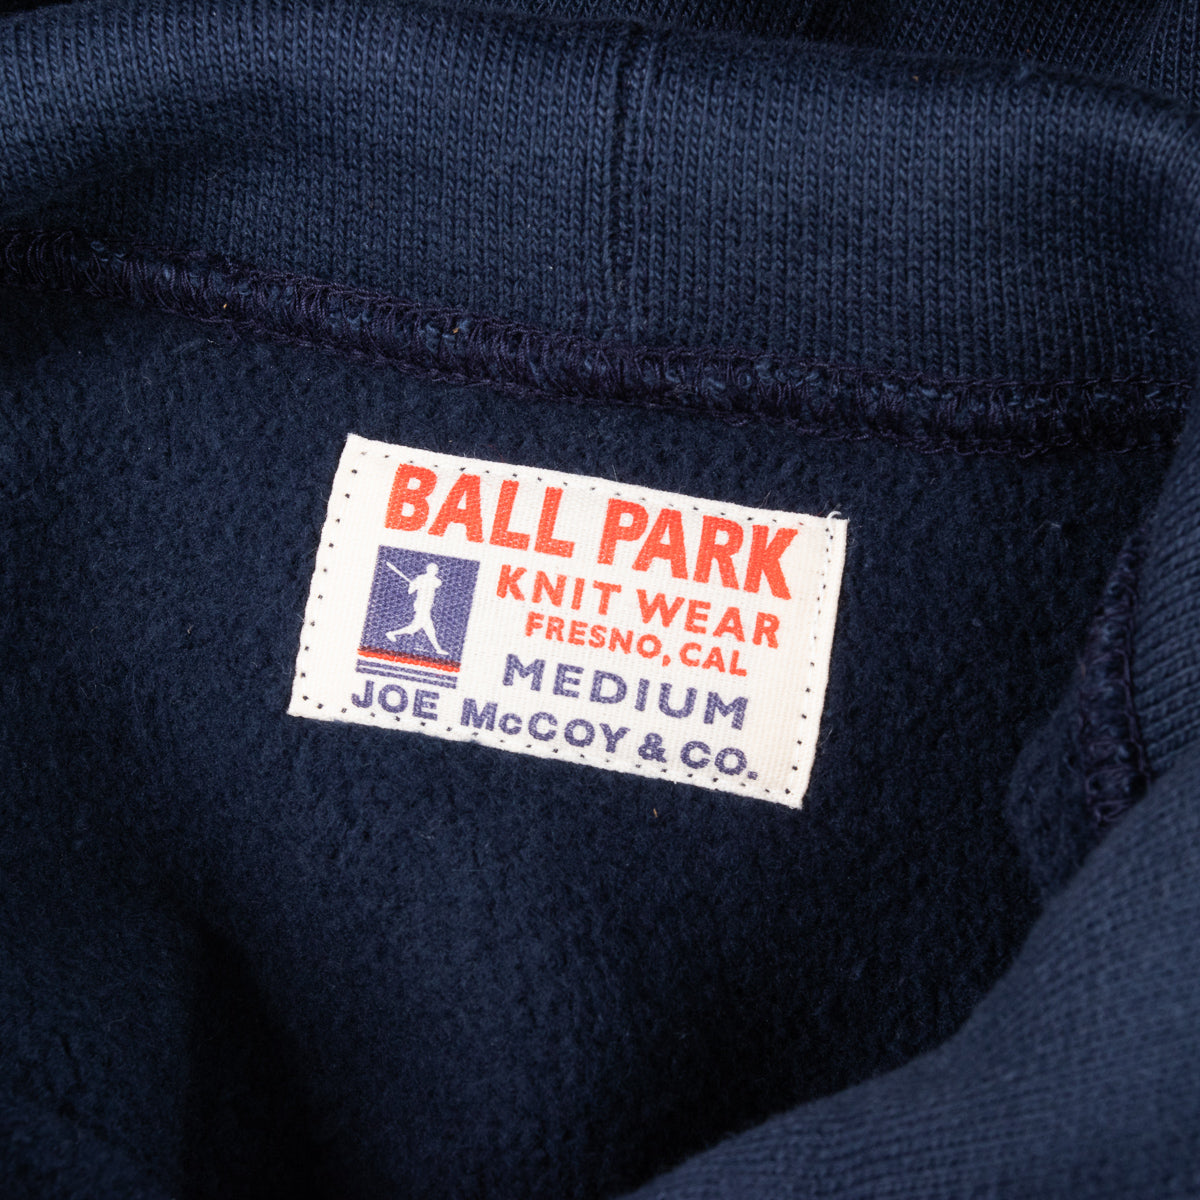 BALL PARK
KNIT WEAR
FRESNO, CAL
MEDIUM
JOE McCOY & CO.